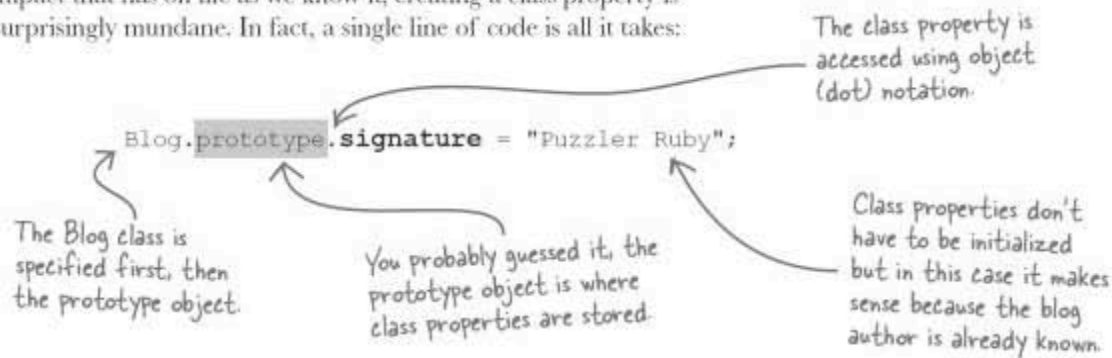 impact that has on life as we know it, creating a class property is
surprisingly mundane. In fact, a single line of code is all it takes:
The class property is
accessed using object
(dot) notation.
Blog.prototype.signature = "Puzzler Ruby";
The Blog class is
specified first, then
the prototype object.
You probably guessed it, the
prototype object is where
class properties are stored.
Class properties don't
have to be initialized
but in this case it makes
sense because the blog
author is already known.